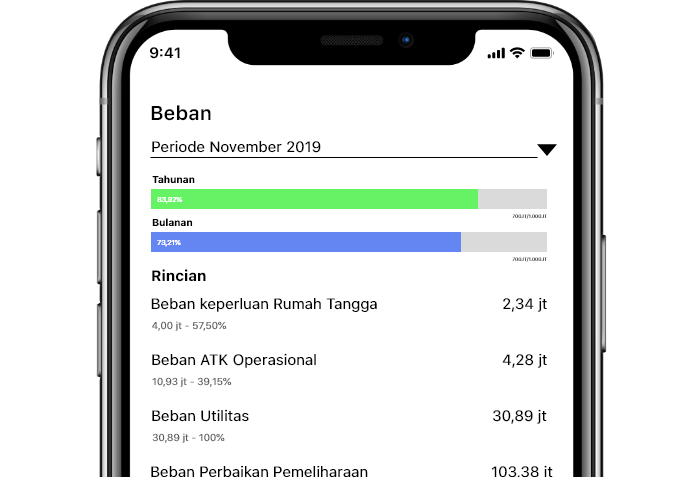 9:41
Beban
Periode November 2019
Tahunan
83,92%
700JT/1.000JT
Bulanan
73,21%
700JT/1.000JT
Rincian
Beban keperluan Rumah Tangga 2,34 jt
4,00 jt - 57,50%
Beban ATK Operasional 4,28 jt
10,93 jt - 39,15%
Beban Utilitas 30,89 jt
30,89 jt - 100%
Beban Perbaikan Pemeliharaan 103,38 jt